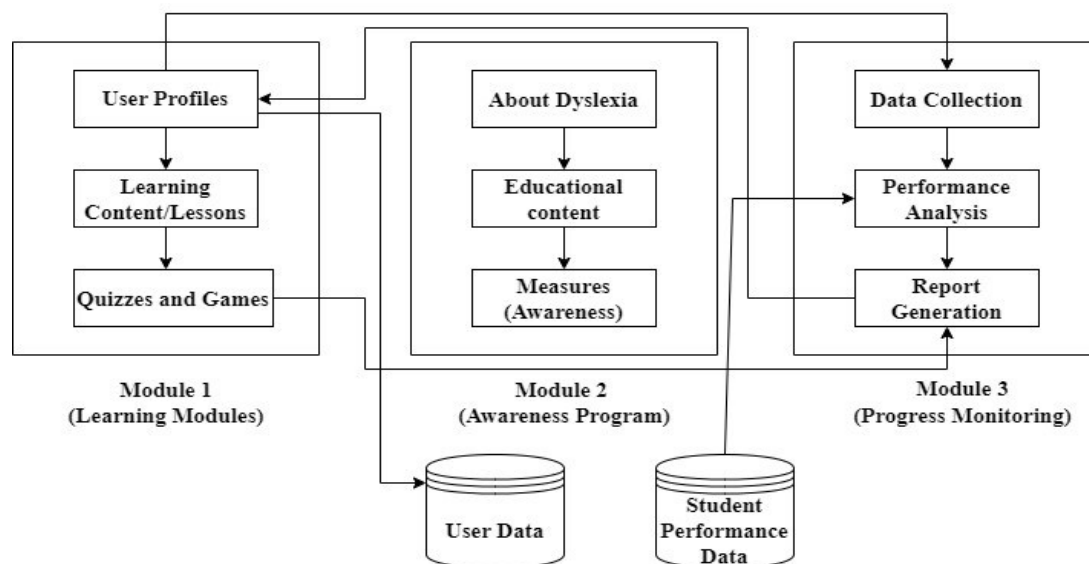 User Profiles
Learning
Content/Lessons
Quizzes and Games
Module 1
(Learning Modules)
About Dyslexia
Educational
content
Measures
(Awareness)
Module 2
(Awareness Program)
Data Collection
Performance
Analysis
Report
Generation
Module 3
(Progress Monitoring)
User Data
Student
Performance
Data